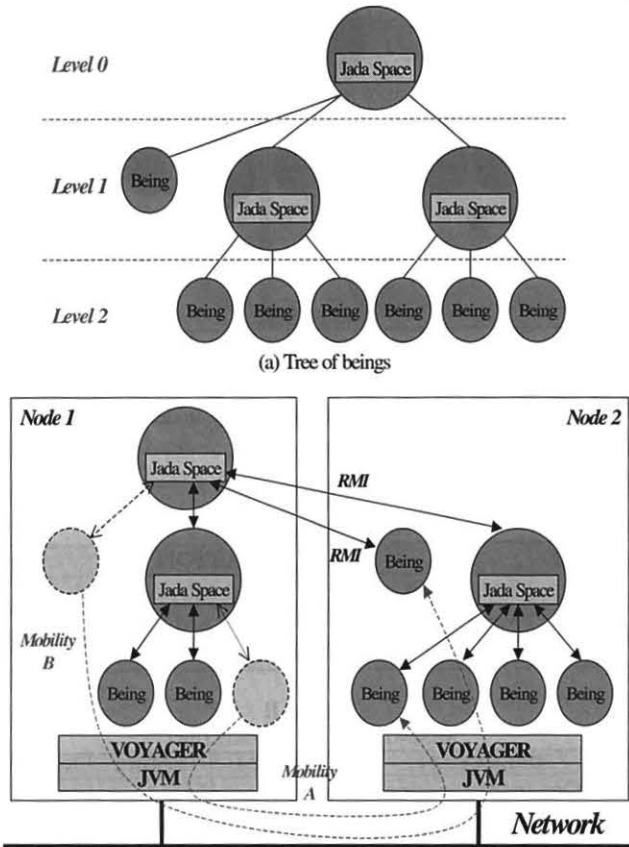 Level 0
Jada Space
Level 1
Being
Jada Space
Jada Space
Level 2
Being
Being
Being
Being
Being
Being
(a) Tree of beings
Node 1
Node 2
Jada Space
RMI
RMI
Being
Jada Space
Jada Space
Mobility
B
Being
Being
Being
Being
Being
Being
VOYAGER
JVM
Mobility
A
VOYAGER
JVM
Network